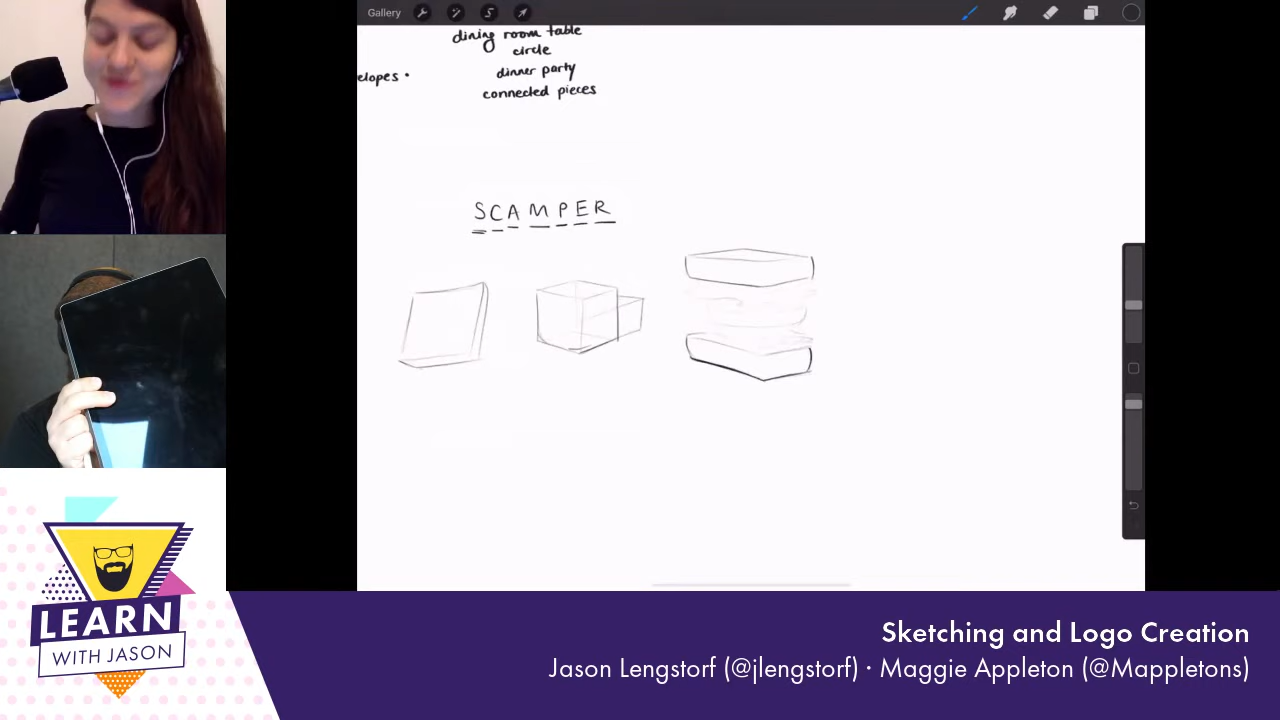 Gallery
dining room table
circle
elopes •
dinner party
connected pieces
SCAMPER
LEARN
WITH JASON
Sketching and Logo Creation
Jason Lengstorf (@jlengstorf) · Maggie Appleton (@Mappletons)